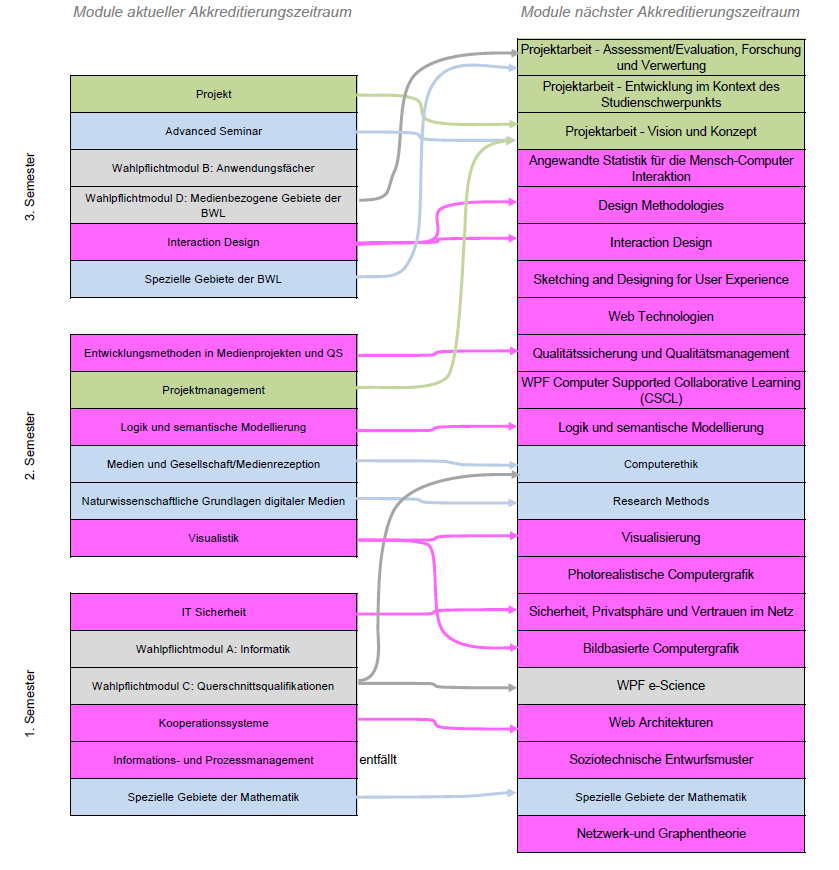 Module aktueller Akkreditierungszeitraum
Module nächster Akkreditierungszeitraum
3. Semester
Projekt
Advanced Seminar
Wahlpflichtmodul B: Anwendungsfächer
Wahlpflichtmodul D: Medienbezogene Gebiete der
BWL
Interaction Design
Spezielle Gebiete der BWL
2. Semester
Entwicklungsmethoden in Medienprojekten und QS
Projektmanagement
Logik und semantische Modellierung
Medien und Gesellschaft/Medienrezeption
Naturwissenschaftliche Grundlagen digitaler Medien
Visualistik
1. Semester
IT Sicherheit
Wahlpflichtmodul A: Informatik
Wahlpflichtmodul C: Querschnittsqualifikationen
Kooperationssysteme
Informations- und Prozessmanagement
entfällt
Spezielle Gebiete der Mathematik
Projektarbeit - Assessment/Evaluation, Forschung
und Verwertung
Projektarbeit - Entwicklung im Kontext des
Studienschwerpunkts
Projektarbeit - Vision und Konzept
Angewandte Statistik für die Mensch-Computer
Interaktion
Design Methodologies
Interaction Design
Sketching and Designing for User Experience
Web Technologien
Qualitätssicherung und Qualitätsmanagement
WPF Computer Supported Collaborative Learning
(CSCL)
Logik und semantische Modellierung
Computerethik
Research Methods
Visualisierung
Photorealistische Computergrafik
Sicherheit, Privatsphäre und Vertrauen im Netz
Bildbasierte Computergrafik
WPF e-Science
Web Architekturen
Soziotechnische Entwurfsmuster
Spezielle Gebiete der Mathematik
Netzwerk-und Graphentheorie